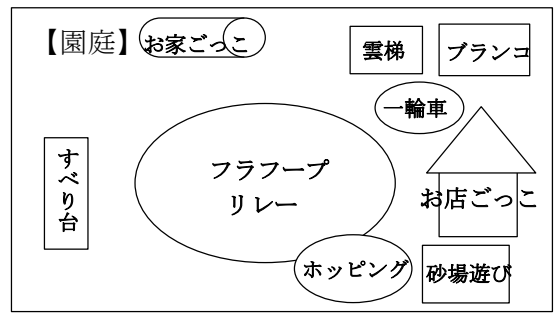 【園庭】
お家ごっこ
雲梯
ブランコ
一輪車
すべり台
フラフープ
リレー
お店ごっこ
ホッピング
砂場遊び